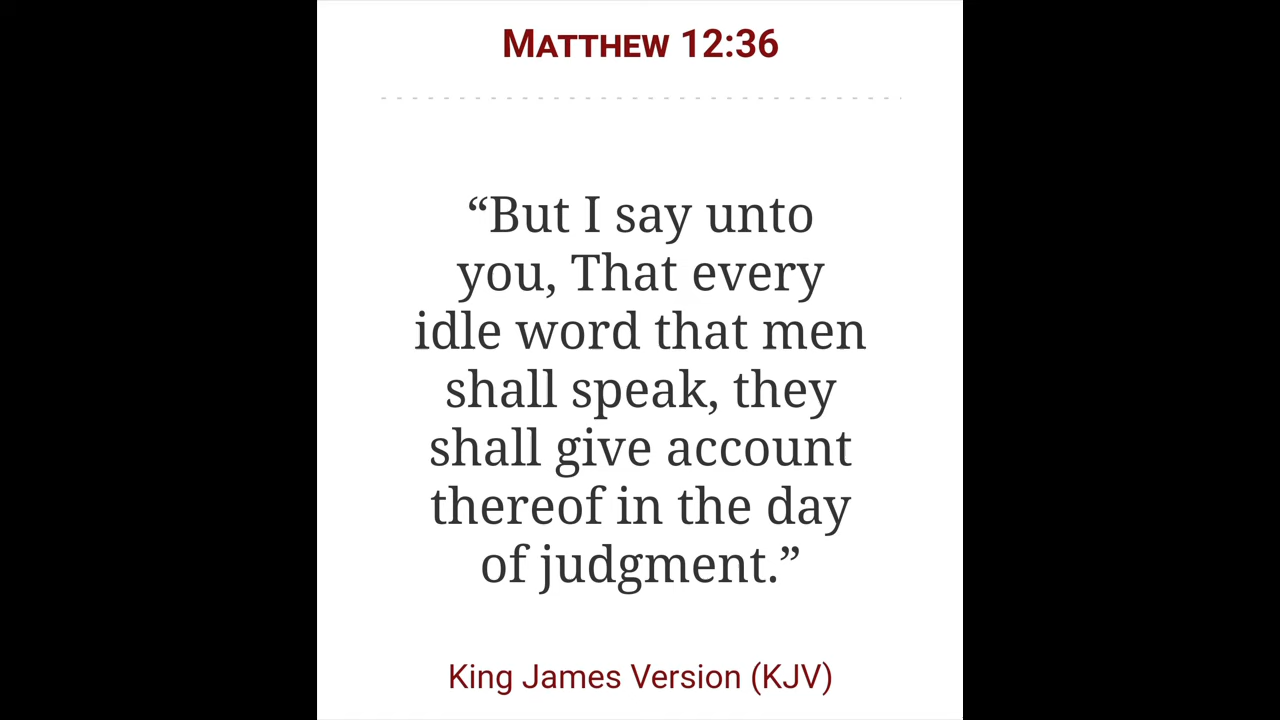 Matthew 12:36
“But I say unto
you, That every
idle word that men
shall speak, they
shall give account
thereof in the day
of judgment.”
King James Version (KJV)